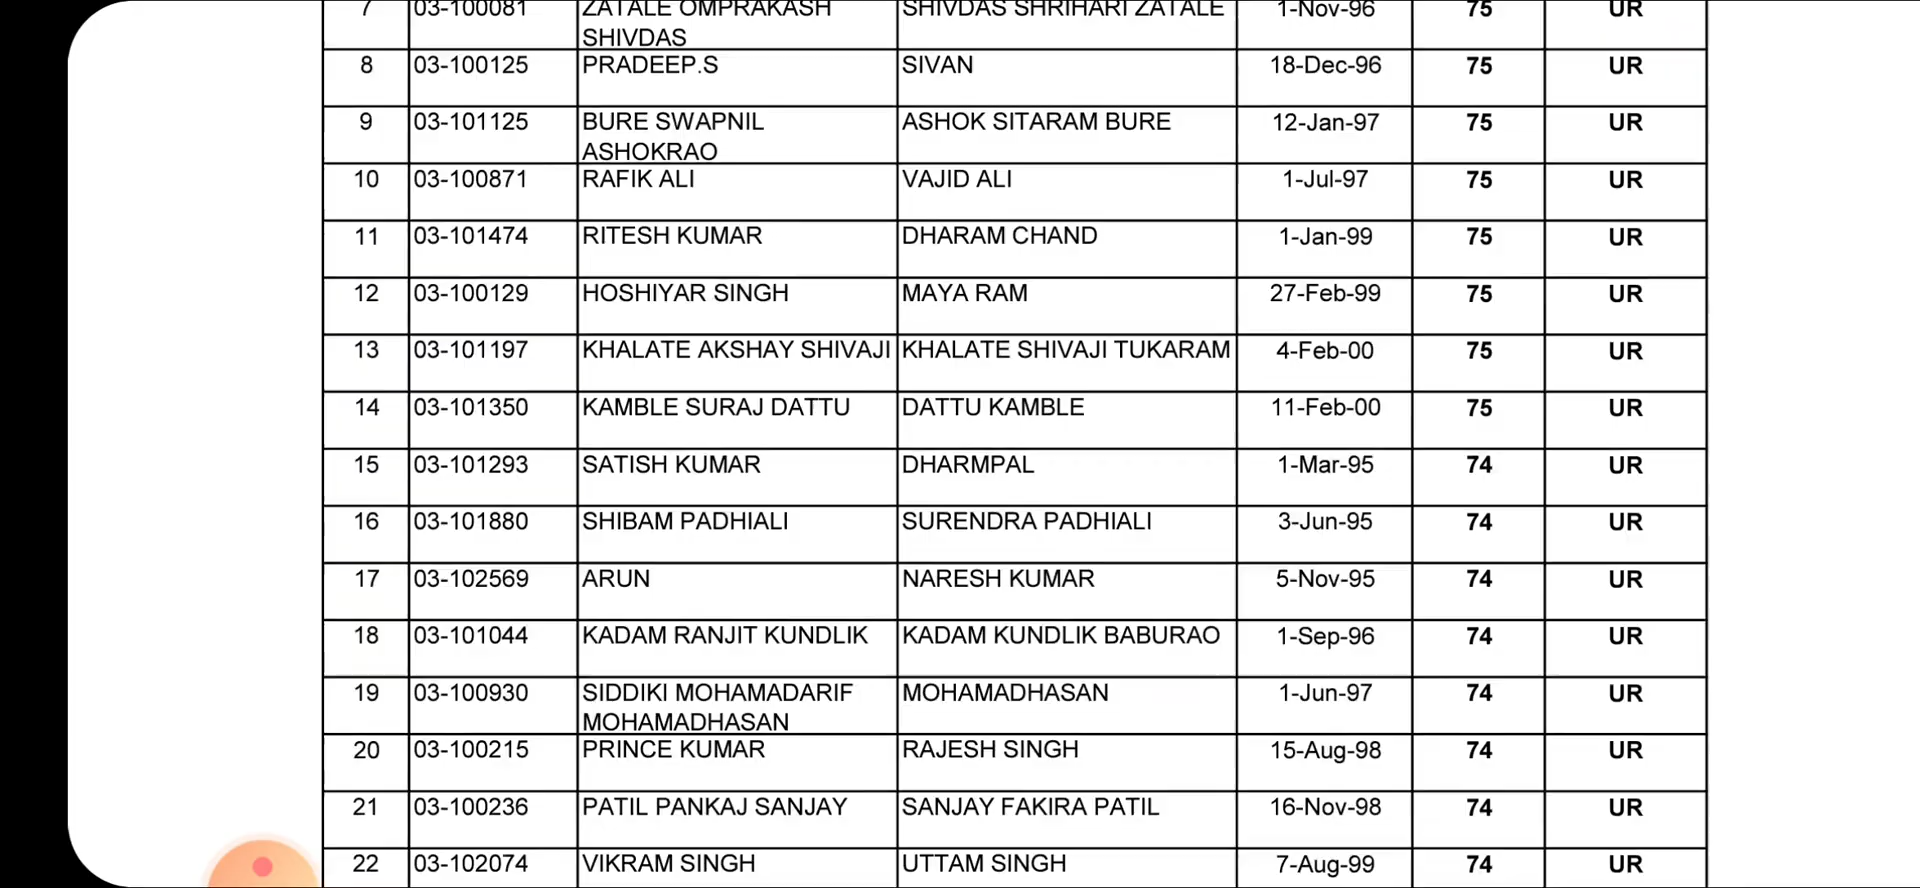 7 03-100081 ZATALE OMPRAKASH SHIVDAS SHRIHARI ZATALE 1-Nov-96 75 UR
SHIVDAS
8 03-100125 PRADEEP.S SIVAN 18-Dec-96 75 UR
9 03-101125 BURE SWAPNIL ASHOK SITARAM BURE 12-Jan-97 75 UR
ASHOKRAO
10 03-100871 RAFIK ALI VAJID ALI 1-Jul-97 75 UR
11 03-101474 RITESH KUMAR DHARAM CHAND 1-Jan-99 75 UR
12 03-100129 HOSHIYAR SINGH MAYA RAM 27-Feb-99 75 UR
13 03-101197 KHALATE AKSHAY SHIVAJI KHALATE SHIVAJI TUKARAM 4-Feb-00 75 UR
14 03-101350 KAMBLE SURAJ DATTU DATTU KAMBLE 11-Feb-00 75 UR
15 03-101293 SATISH KUMAR DHARMPAL 1-Mar-95 74 UR
16 03-101880 SHIBAM PADHIALI SURENDRA PADHIALI 3-Jun-95 74 UR
17 03-102569 ARUN NARESH KUMAR 5-Nov-95 74 UR
18 03-101044 KADAM RANJIT KUNDLIK KADAM KUNDLIK BABURAO 1-Sep-96 74 UR
19 03-100930 SIDDIKI MOHAMADARIF MOHAMADHASAN 1-Jun-97 74 UR
MOHAMADHASAN
20 03-100215 PRINCE KUMAR RAJESH SINGH 15-Aug-98 74 UR
21 03-100236 PATIL PANKAJ SANJAY SANJAY FAKIRA PATIL 16-Nov-98 74 UR
22 03-102074 VIKRAM SINGH UTTAM SINGH 7-Aug-99 74 UR